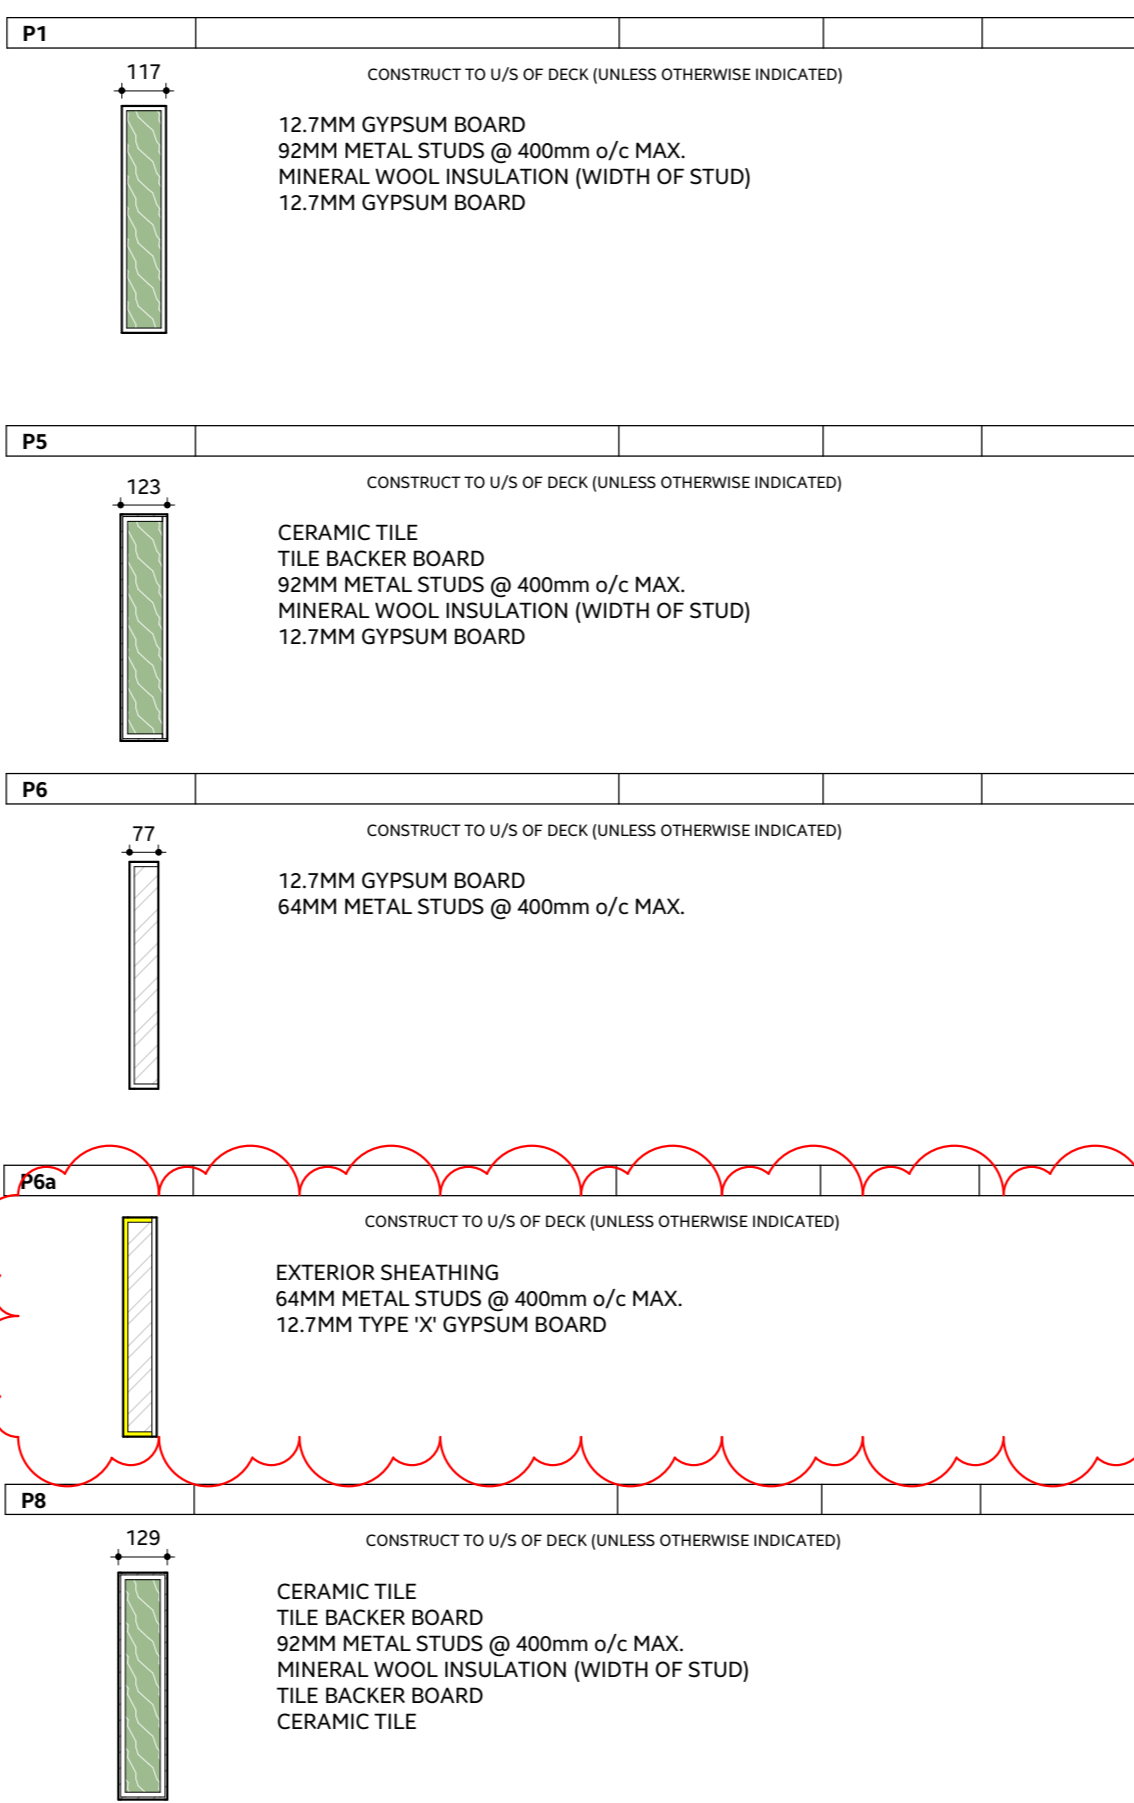 P1
117
CONSTRUCT TO U/S OF DECK (UNLESS OTHERWISE INDICATED)
12.7MM GYPSUM BOARD
92MM METAL STUDS @ 400mm o/c MAX.
MINERAL WOOL INSULATION (WIDTH OF STUD)
12.7MM GYPSUM BOARD
P5
123
CONSTRUCT TO U/S OF DECK (UNLESS OTHERWISE INDICATED)
CERAMIC TILE
TILE BACKER BOARD
92MM METAL STUDS @ 400mm o/c MAX.
MINERAL WOOL INSULATION (WIDTH OF STUD)
12.7MM GYPSUM BOARD
P6
77
CONSTRUCT TO U/S OF DECK (UNLESS OTHERWISE INDICATED)
12.7MM GYPSUM BOARD
64MM METAL STUDS @ 400mm o/c MAX.
P6a
CONSTRUCT TO U/S OF DECK (UNLESS OTHERWISE INDICATED)
EXTERIOR SHEATHING
64MM METAL STUDS @ 400mm o/c MAX.
12.7MM TYPE 'X' GYPSUM BOARD
P8
129
CONSTRUCT TO U/S OF DECK (UNLESS OTHERWISE INDICATED)
CERAMIC TILE
TILE BACKER BOARD
92MM METAL STUDS @ 400mm o/c MAX.
MINERAL WOOL INSULATION (WIDTH OF STUD)
TILE BACKER BOARD
CERAMIC TILE